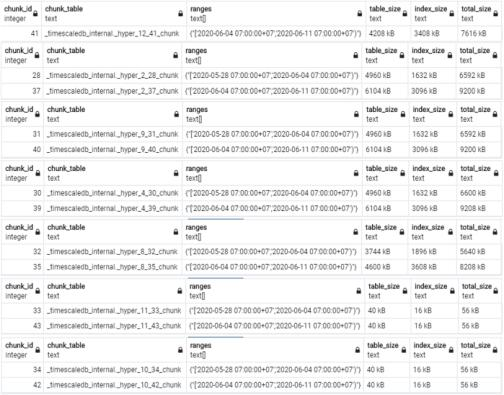 chunk_id chunk_table ranges table_size index_size total_size
integer text text[] text text text
41 _timescaledb_internal._hyper_12_41_chunk {"['2020-06-04 07:00:00+07','2020-06-11 07:00:00+07')"} 4208 kB 3408 kB 7616 kB
chunk_id chunk_table ranges table_size index_size total_size
integer text text[] text text text
28 _timescaledb_internal._hyper_2_28_chunk {"['2020-05-28 07:00:00+07','2020-06-04 07:00:00+07')"} 4960 kB 1632 kB 6592 kB
37 _timescaledb_internal._hyper_2_37_chunk {"['2020-06-04 07:00:00+07','2020-06-11 07:00:00+07')"} 6104 kB 3096 kB 9200 kB
chunk_id chunk_table ranges table_size index_size total_size
integer text text[] text text text
31 _timescaledb_internal._hyper_9_31_chunk {"['2020-05-28 07:00:00+07','2020-06-04 07:00:00+07')"} 4960 kB 1632 kB 6592 kB
40 _timescaledb_internal._hyper_9_40_chunk {"['2020-06-04 07:00:00+07','2020-06-11 07:00:00+07')"} 6104 kB 3096 kB 9200 kB
chunk_id chunk_table ranges table_size index_size total_size
integer text text[] text text text
30 _timescaledb_internal._hyper_4_30_chunk {"['2020-05-28 07:00:00+07','2020-06-04 07:00:00+07')"} 4960 kB 1632 kB 6600 kB
39 _timescaledb_internal._hyper_4_39_chunk {"['2020-06-04 07:00:00+07','2020-06-11 07:00:00+07')"} 6104 kB 3096 kB 9208 kB
chunk_id chunk_table ranges table_size index_size total_size
integer text text[] text text text
32 _timescaledb_internal._hyper_8_32_chunk {"['2020-05-28 07:00:00+07','2020-06-04 07:00:00+07')"} 3744 kB 1896 kB 5640 kB
35 _timescaledb_internal._hyper_8_35_chunk {"['2020-06-04 07:00:00+07','2020-06-11 07:00:00+07')"} 4600 kB 3608 kB 8208 kB
chunk_id chunk_table ranges table_size index_size total_size
integer text text[] text text text
33 _timescaledb_internal._hyper_11_33_chunk {"['2020-05-28 07:00:00+07','2020-06-04 07:00:00+07')"} 40 kB 16 kB 56 kB
43 _timescaledb_internal._hyper_11_43_chunk {"['2020-06-04 07:00:00+07','2020-06-11 07:00:00+07')"} 40 kB 16 kB 56 kB
chunk_id chunk_table ranges table_size index_size total_size
integer text text[] text text text
34 _timescaledb_internal._hyper_10_34_chunk {"['2020-05-28 07:00:00+07','2020-06-04 07:00:00+07')"} 40 kB 16 kB 56 kB
42 _timescaledb_internal._hyper_10_42_chunk {"['2020-06-04 07:00:00+07','2020-06-11 07:00:00+07')"} 40 kB 16 kB 56 kB